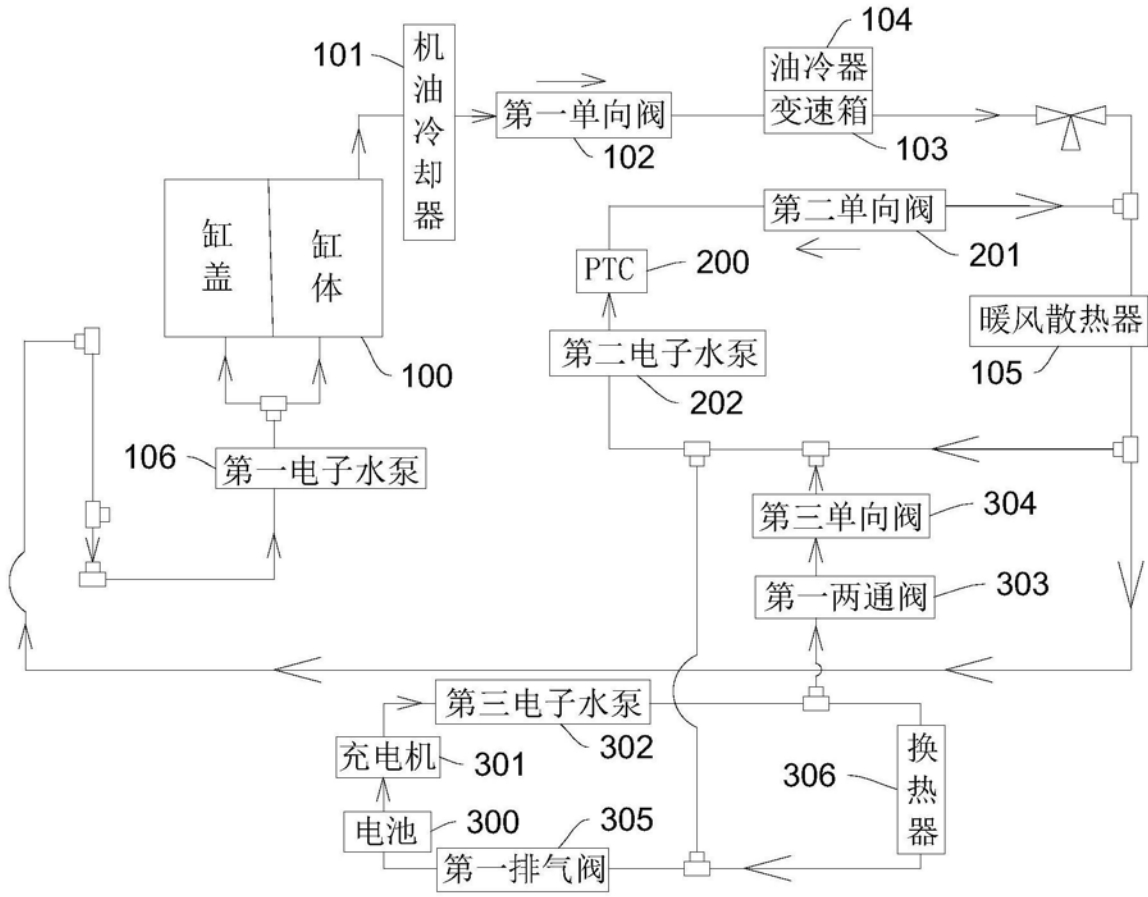 104
101
机油冷却器
油冷器
第一单向阀
变速箱
102
103
缸盖
缸体
第二单向阀
PTC
200
201
暖风散热器
第二电子水泵
100
105
202
106
第一电子水泵
第三单向阀
304
第一两通阀
303
第三电子水泵
302
充电机
301
换热器
306
电池
300
305
第一排气阀